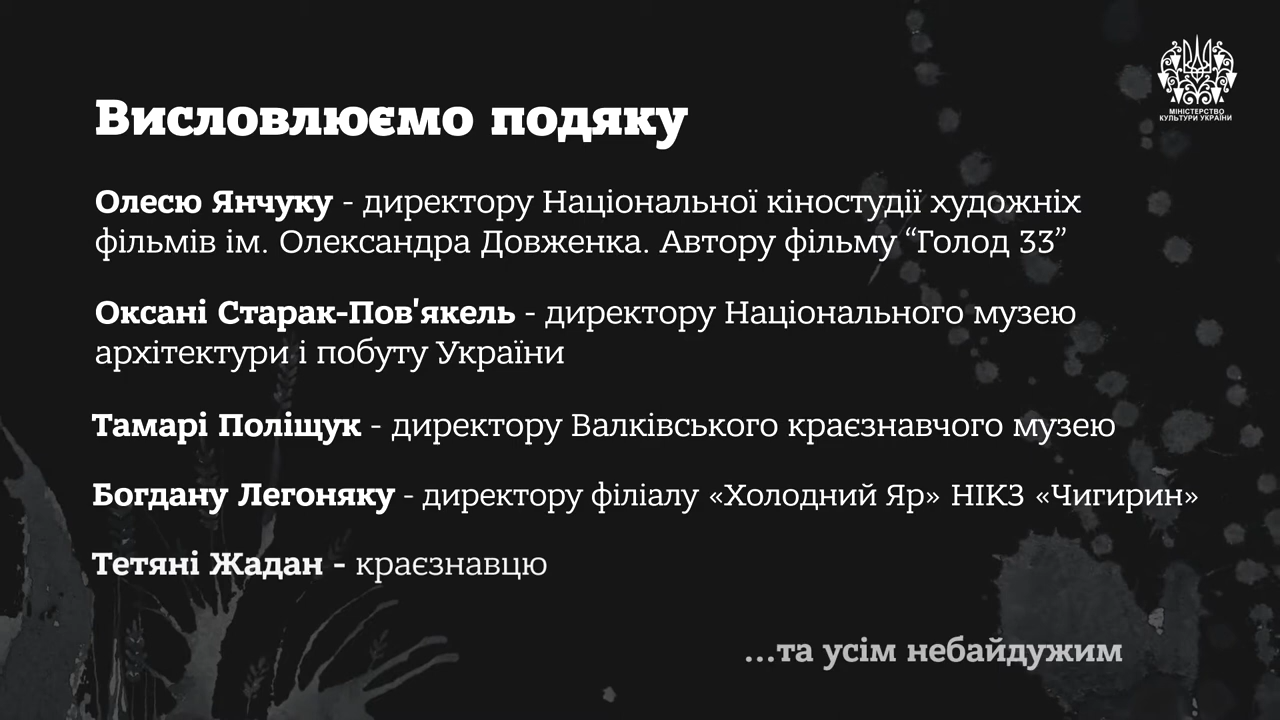 МІНІСТЕРСТВО
КУЛЬТУРИ УКРАЇНИ
Висловлюємо подяку
Олесю Янчуку - директору Національної кіностудії художніх
фільмів ім. Олександра Довженка. Автору фільму “Голод 33”
Оксані Старак-Пов'якель - директору Національного музею
архітектури і побуту України
Тамарі Поліщук - директору Валківського краєзнавчого музею
Богдану Легоняку - директору філіалу «Холодний Яр» НІКЗ «Чигирин»
Тетяні Жадан - краєзнавцю
...та усім небайдужим